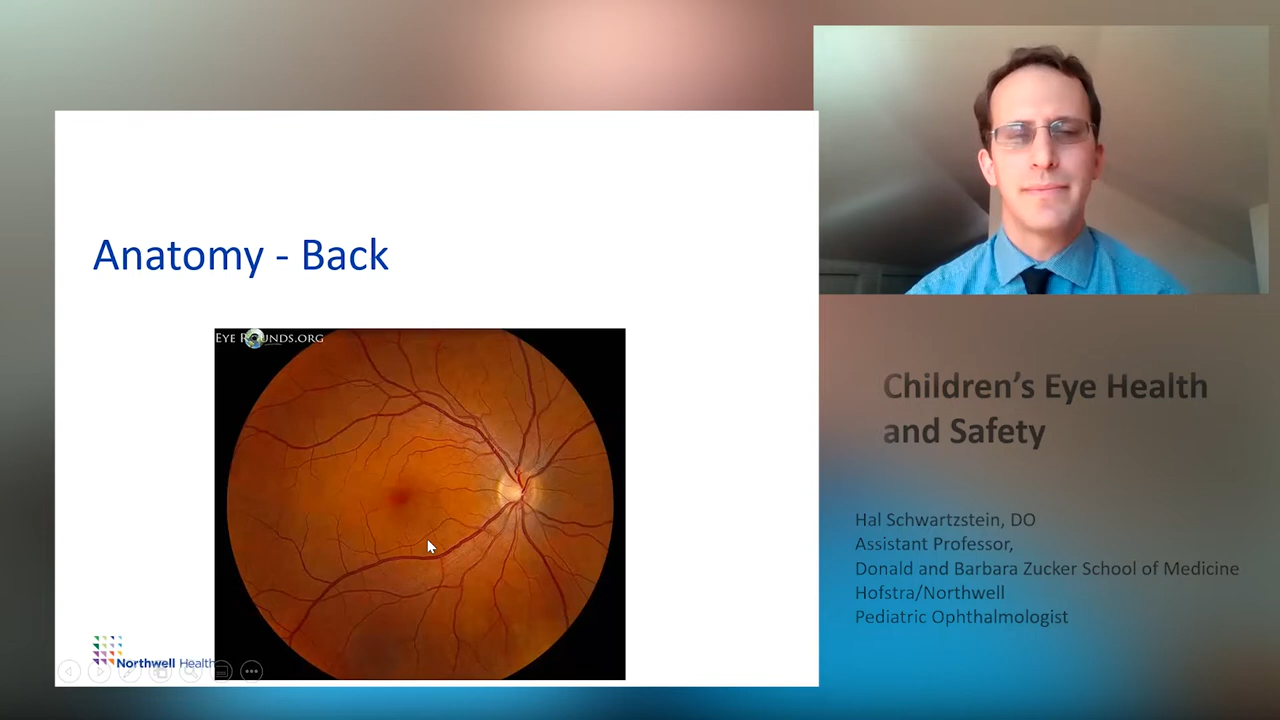 Anatomy - Back
EYE ROUNDS.ORG
Northwell Health
Children's Eye Health
and Safety
Hal Schwartzstein, DO
Assistant Professor,
Donald and Barbara Zucker School of Medicine
Hofstra/Northwell
Pediatric Ophthalmologist